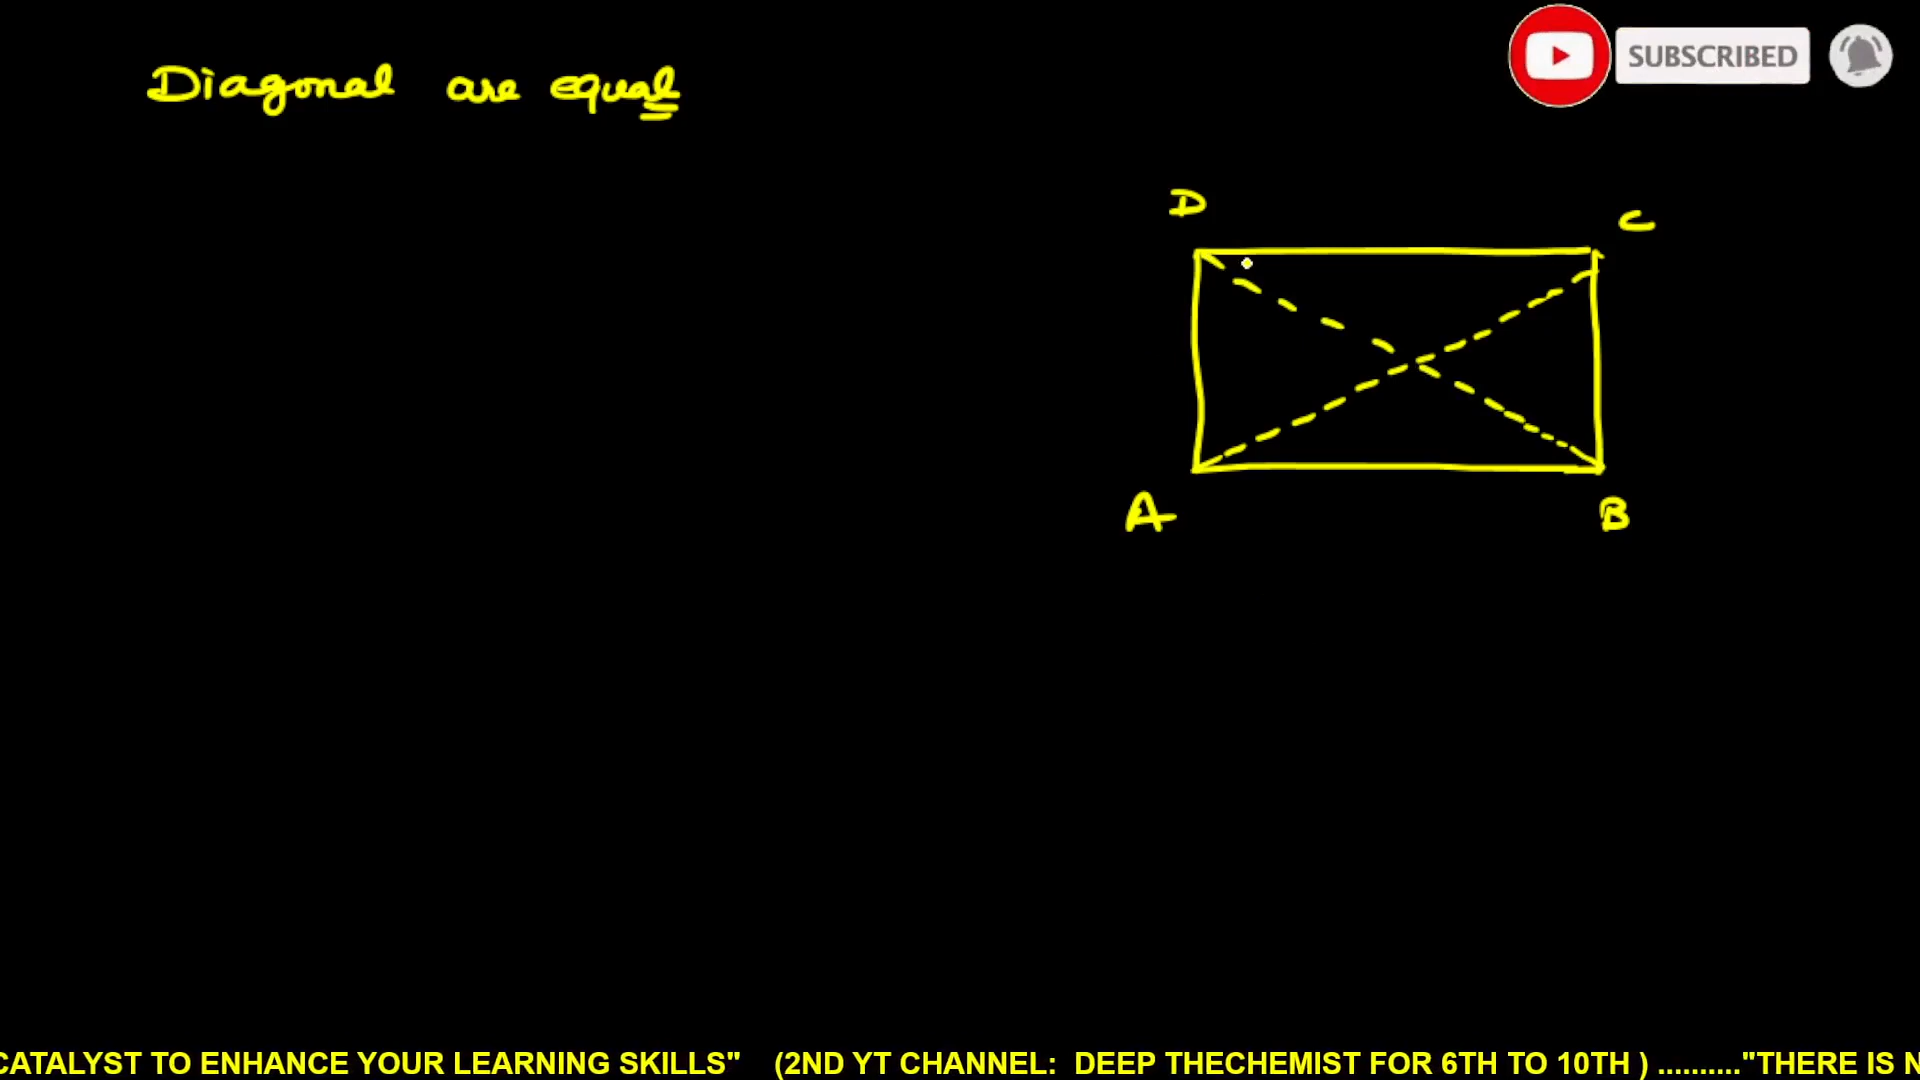 Diagonal are equal
SUBSCRIBED
D
C
A
B
CATALYST TO ENHANCE YOUR LEARNING SKILLS" (2ND YT CHANNEL: DEEP THECHEMIST FOR 6TH TO 10TH ) .........."THERE IS N